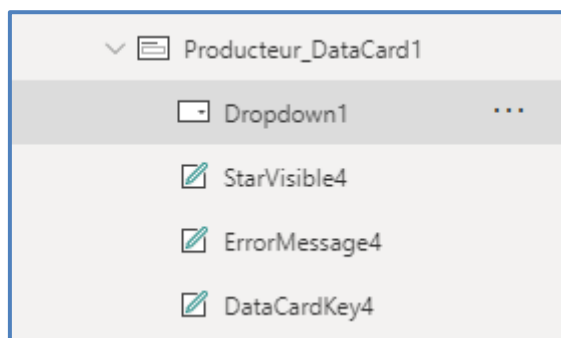 Producteur_DataCard1
Dropdown1
StarVisible4
ErrorMessage4
DataCardKey4